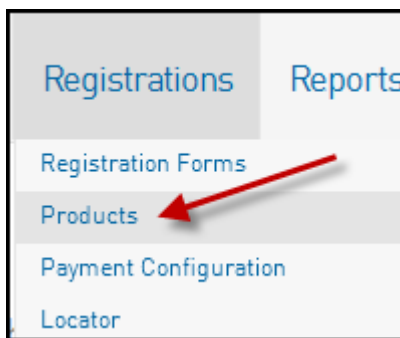 Registrations Reports
Registration Forms
Products
Payment Configuration
Locator